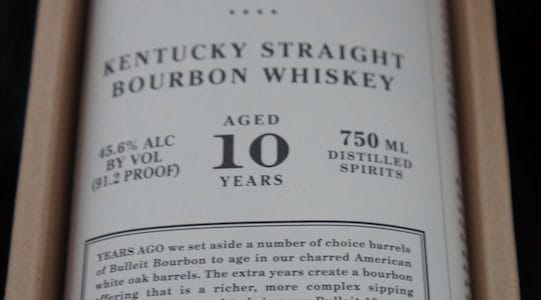 KENTUCKY STRAIGHT
BOURBON WHISKEY
45.6% ALC
BY VOL
(91.2 PROOF)
AGED
10
YEARS
750 ML
DISTILLED
SPIRITS
YEARS AGO we set aside a number of choice barrels
of Bulleit Bourbon to age in our charred American
white oak barrels. The extra years create a bourbon
offering that is a richer, more complex sipping